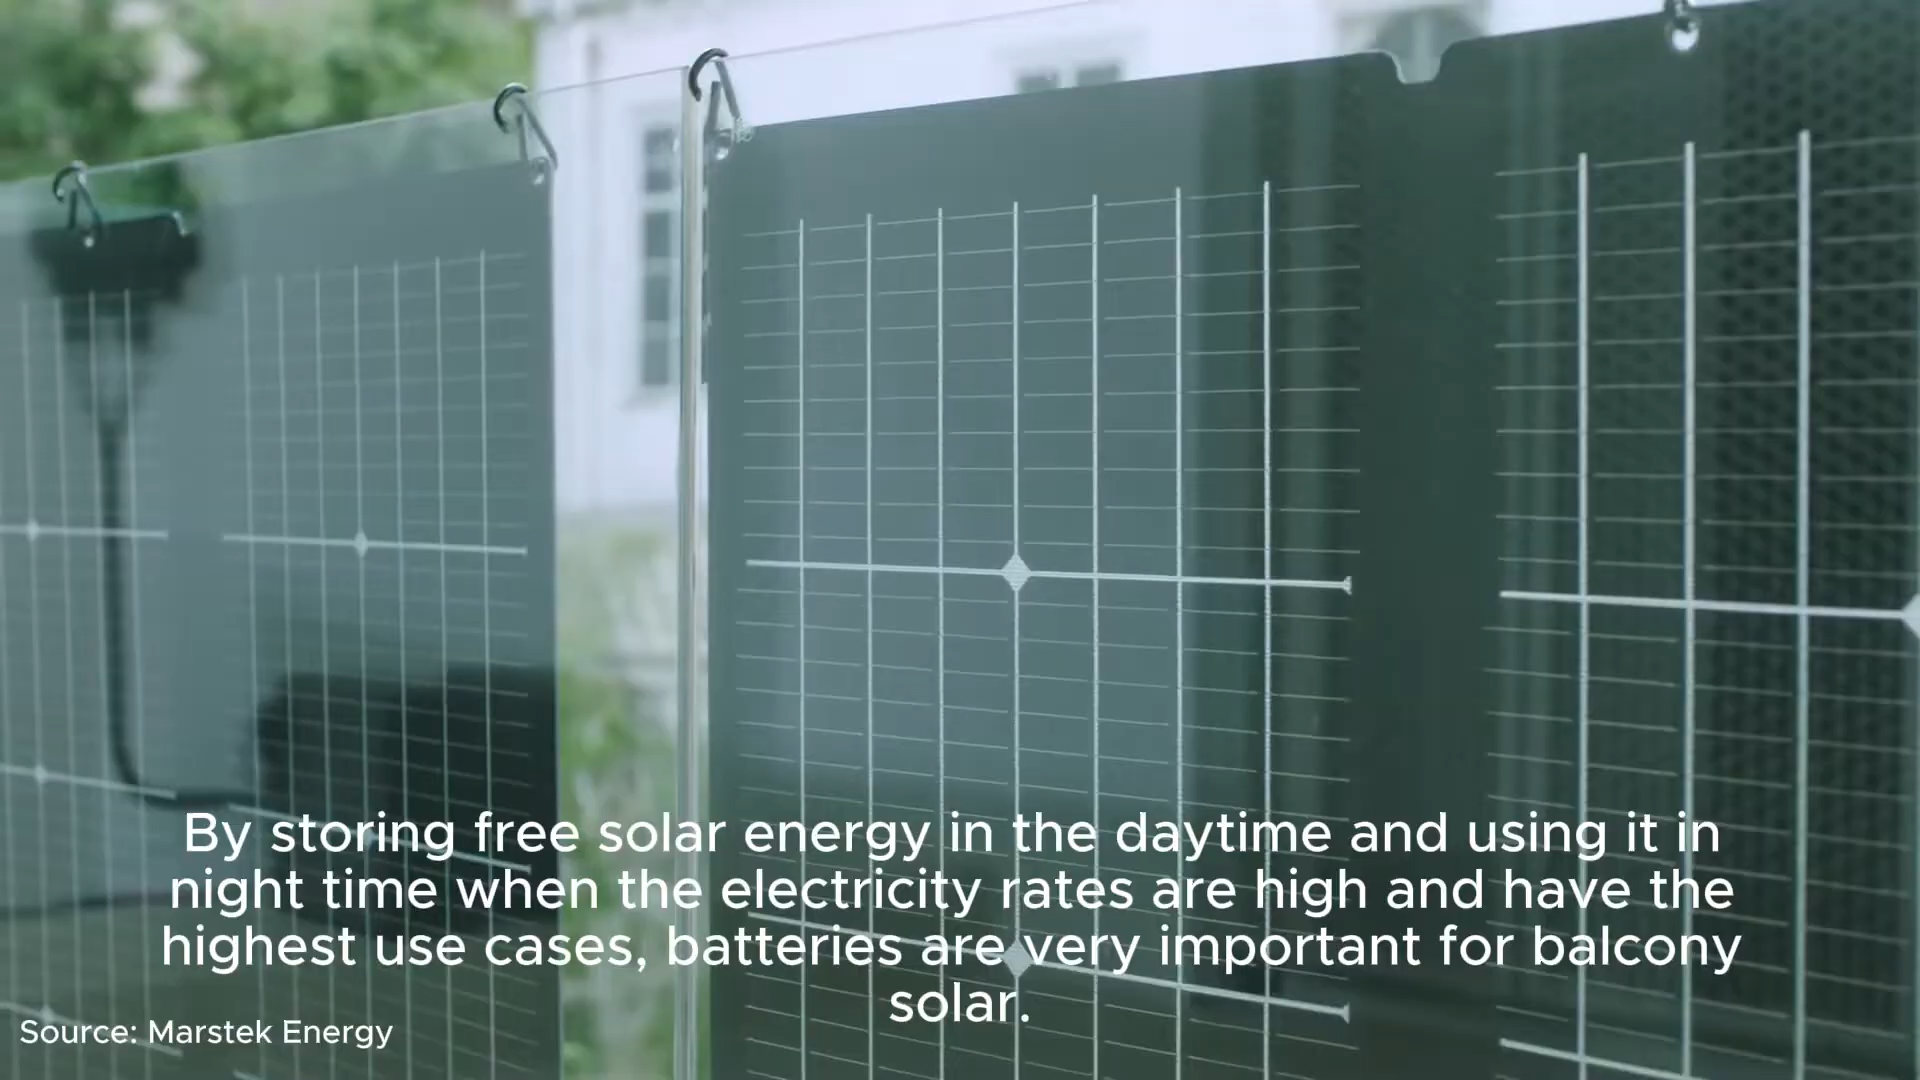 By storing free solar energy in the daytime and using it in
night time when the electricity rates are high and have the
highest use cases, batteries are very important for balcony
solar.
Source: Marstek Energy